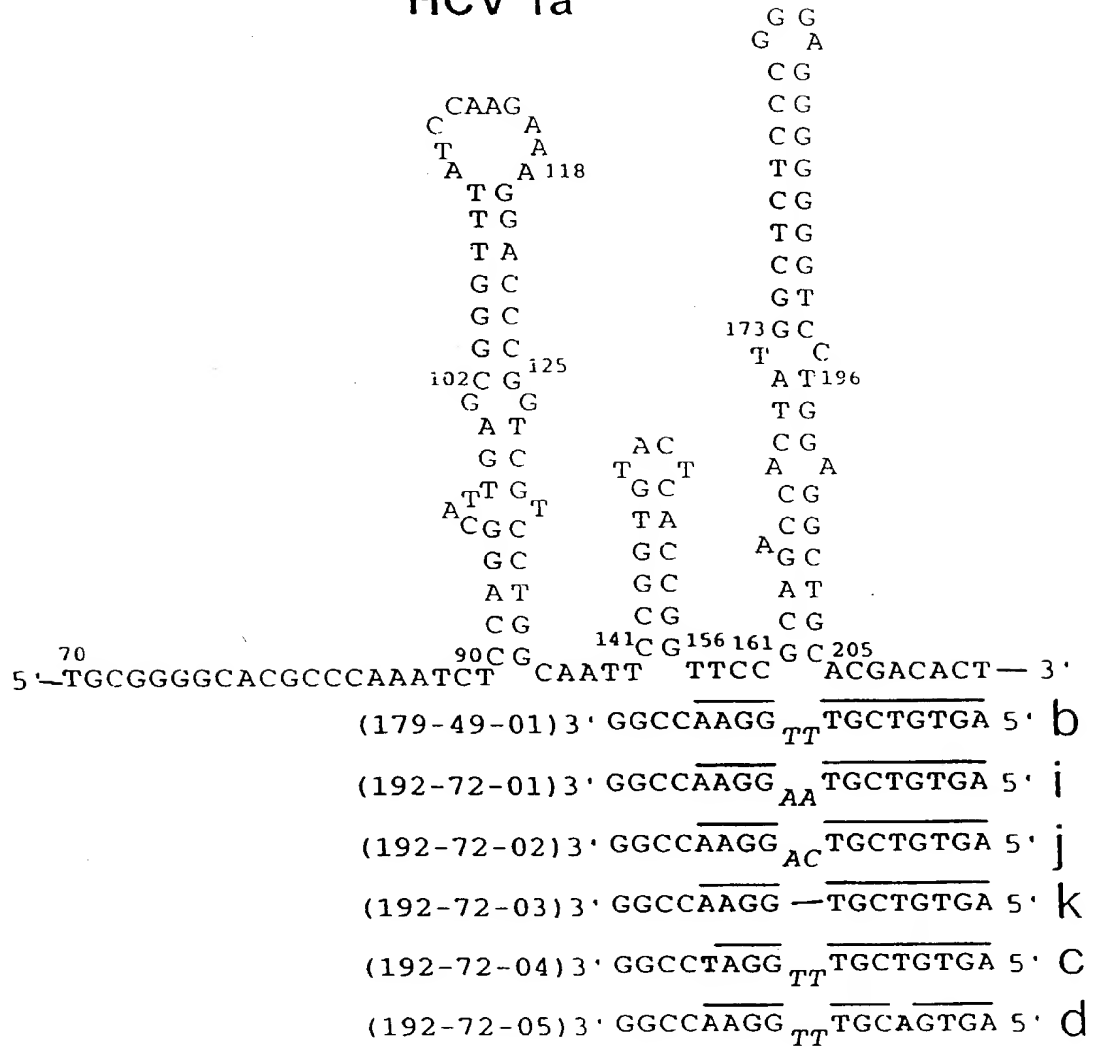 HCV 1a
G G
G A
C G
C G
CAAG C G
C A
T A T G
A A 118 C G
T G T G
T G C G
T A G T
G C 173 G C
G C T C
G C A T 196
102 C G 125 T G
G G C G
A T A C A A
G C T T C G
A T T G T G C C G
C G C T A A G C
G C G C A T
A T G C C G
C G C G
70 90 C G 141 C G 156 161 G C 205
5'—TGCGGGGCACGCCCAAATCT CAATT TTCC ACGACACT— 3'
(179-49-01) 3' GGCCAAGG TT TGCTGTGA 5' b
(192-72-01) 3' GGCCAAGG AA TGCTGTGA 5' i
(192-72-02) 3' GGCCAAGG AC TGCTGTGA 5' j
(192-72-03) 3' GGCCAAGG —TGCTGTGA 5' k
(192-72-04) 3' GGCCTAGG TT TGCTGTGA 5' c
(192-72-05) 3' GGCCAAGG TT TGCAGTGA 5' d